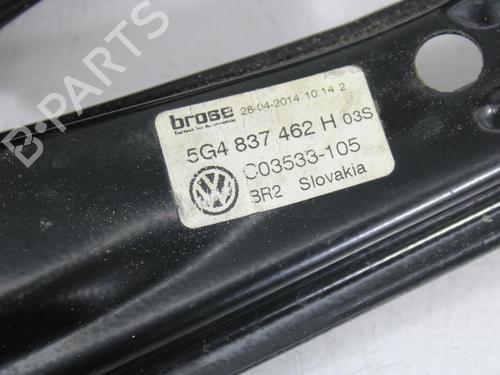 B-PARTS
brose 28-04-2014 10:14 2
5G4 837 462 H 03S
C03533-105
BR2 Slovakia